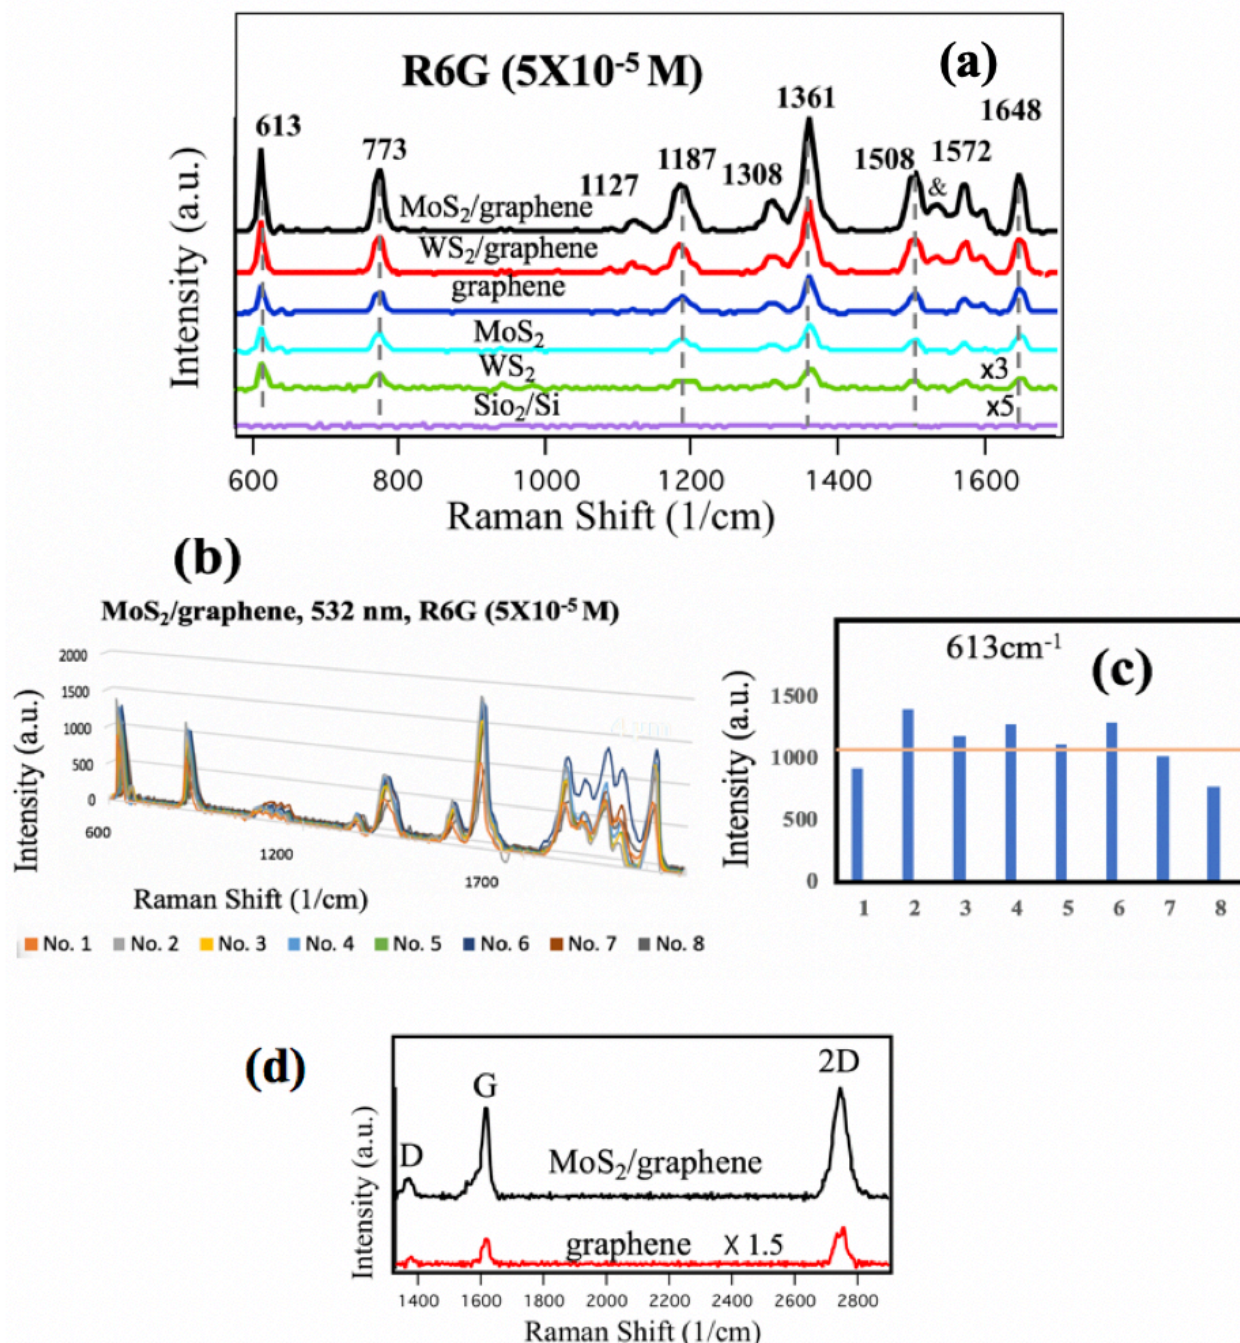 (a)
R6G (5X10⁻⁵ M)
613
773
1127
1187
1308
1361
1508
&
1572
1648
MoS₂/graphene
WS₂/graphene
graphene
MoS₂
WS₂
x3
Sio₂/Si
x5
Intensity (a.u.)
600 800 1000 1200 1400 1600
Raman Shift (1/cm)
(b)
MoS₂/graphene, 532 nm, R6G (5X10⁻⁵ M)
Intensity (a.u.)
2000
1500
1000
500
0
600
1200
1700
Raman Shift (1/cm)
No. 1 No. 2 No. 3 No. 4 No. 5 No. 6 No. 7 No. 8
(c)
613cm⁻¹
Intensity (a.u.)
1500
1000
500
0
1 2 3 4 5 6 7 8
(d)
D
G
2D
MoS₂/graphene
graphene X 1.5
Intensity (a.u.)
1400 1600 1800 2000 2200 2400 2600 2800
Raman Shift (1/cm)